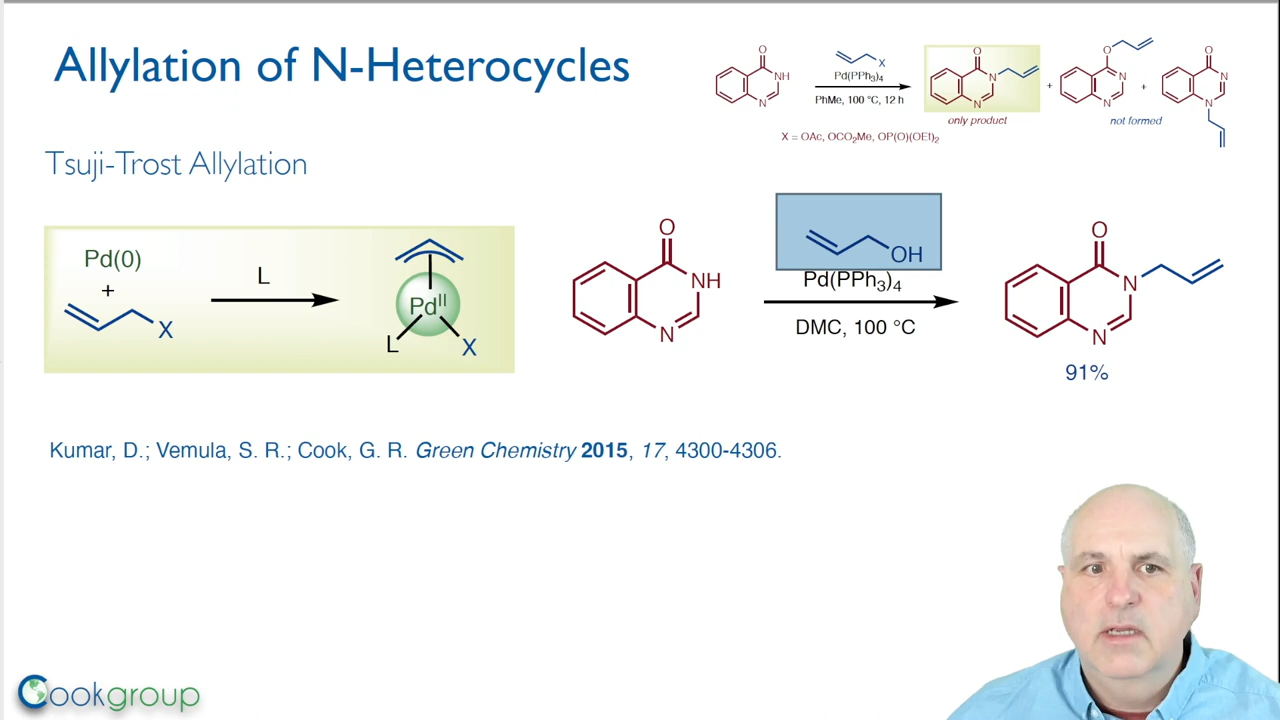 Allylation of N-Heterocycles
O
NH
N
X
Pd(PPh3)4
PhMe, 100 °C, 12 h
O
N
N
only product
+
O
N
N
+
O
N
N
not formed
X = OAc, OCO2Me, OP(O)(OEt)2
Tsuji-Trost Allylation
Pd(0)
+
X
L
PdII
L
X
O
NH
N
OH
Pd(PPh3)4
DMC, 100 °C
O
N
N
91%
Kumar, D.; Vemula, S. R.; Cook, G. R. Green Chemistry 2015, 17, 4300-4306.
Cookgroup